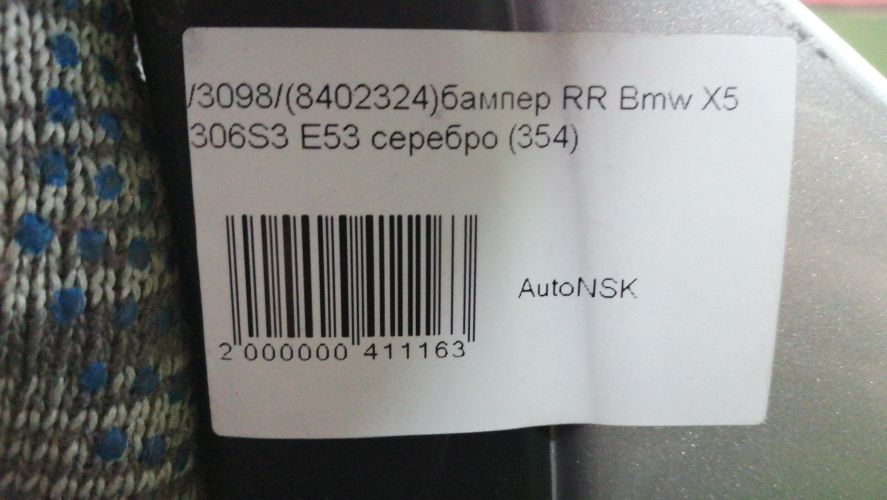 /3098/(8402324)бампер RR Bmw X5
306S3 E53 серебро (354)
AutoNSK
2 000000 411163